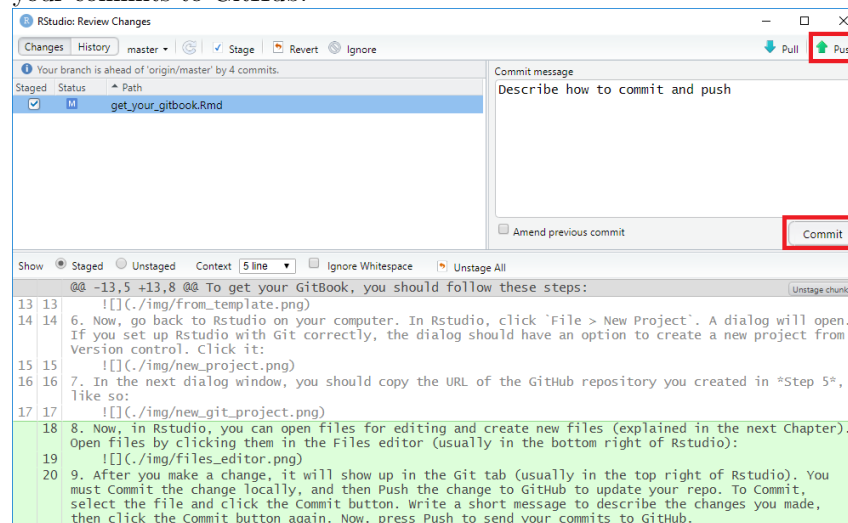 your commits to GitHub.
RStudio: Review Changes
Changes History master Stage Revert Ignore Pull
Your branch is ahead of 'origin/master' by 4 commits.
Staged Status Path
M get_your_gitbook.Rmd
Commit message
Describe how to commit and push
Amend previous commit Commit
Show Staged Unstaged Context 5 line Ignore Whitespace Unstage All
@@ -13,5 +13,8 @@ To get your GitBook, you should follow these steps: Unstage chunk
13 13 ![](./img/from_template.png)
14 14 6. Now, go back to Rstudio on your computer. In Rstudio, click `File > New Project`. A dialog will open.
If you set up Rstudio with Git correctly, the dialog should have an option to create a new project from
Version control. Click it:
15 15 ![](./img/new_project.png)
16 16 7. In the next dialog window, you should copy the URL of the GitHub repository you created in *Step 5*,
like so:
17 17 ![](./img/new_git_project.png)
18 8. Now, in Rstudio, you can open files for editing and create new files (explained in the next Chapter).
Open files by clicking them in the Files editor (usually in the bottom right of Rstudio):
19 ![](./img/files_editor.png)
20 9. After you make a change, it will show up in the Git tab (usually in the top right of Rstudio). You
must Commit the change locally, and then Push the change to GitHub to update your repo. To Commit,
select the file and click the Commit button. Write a short message to describe the changes you made,
then click the Commit button again. Now, press Push to send your commits to GitHub.